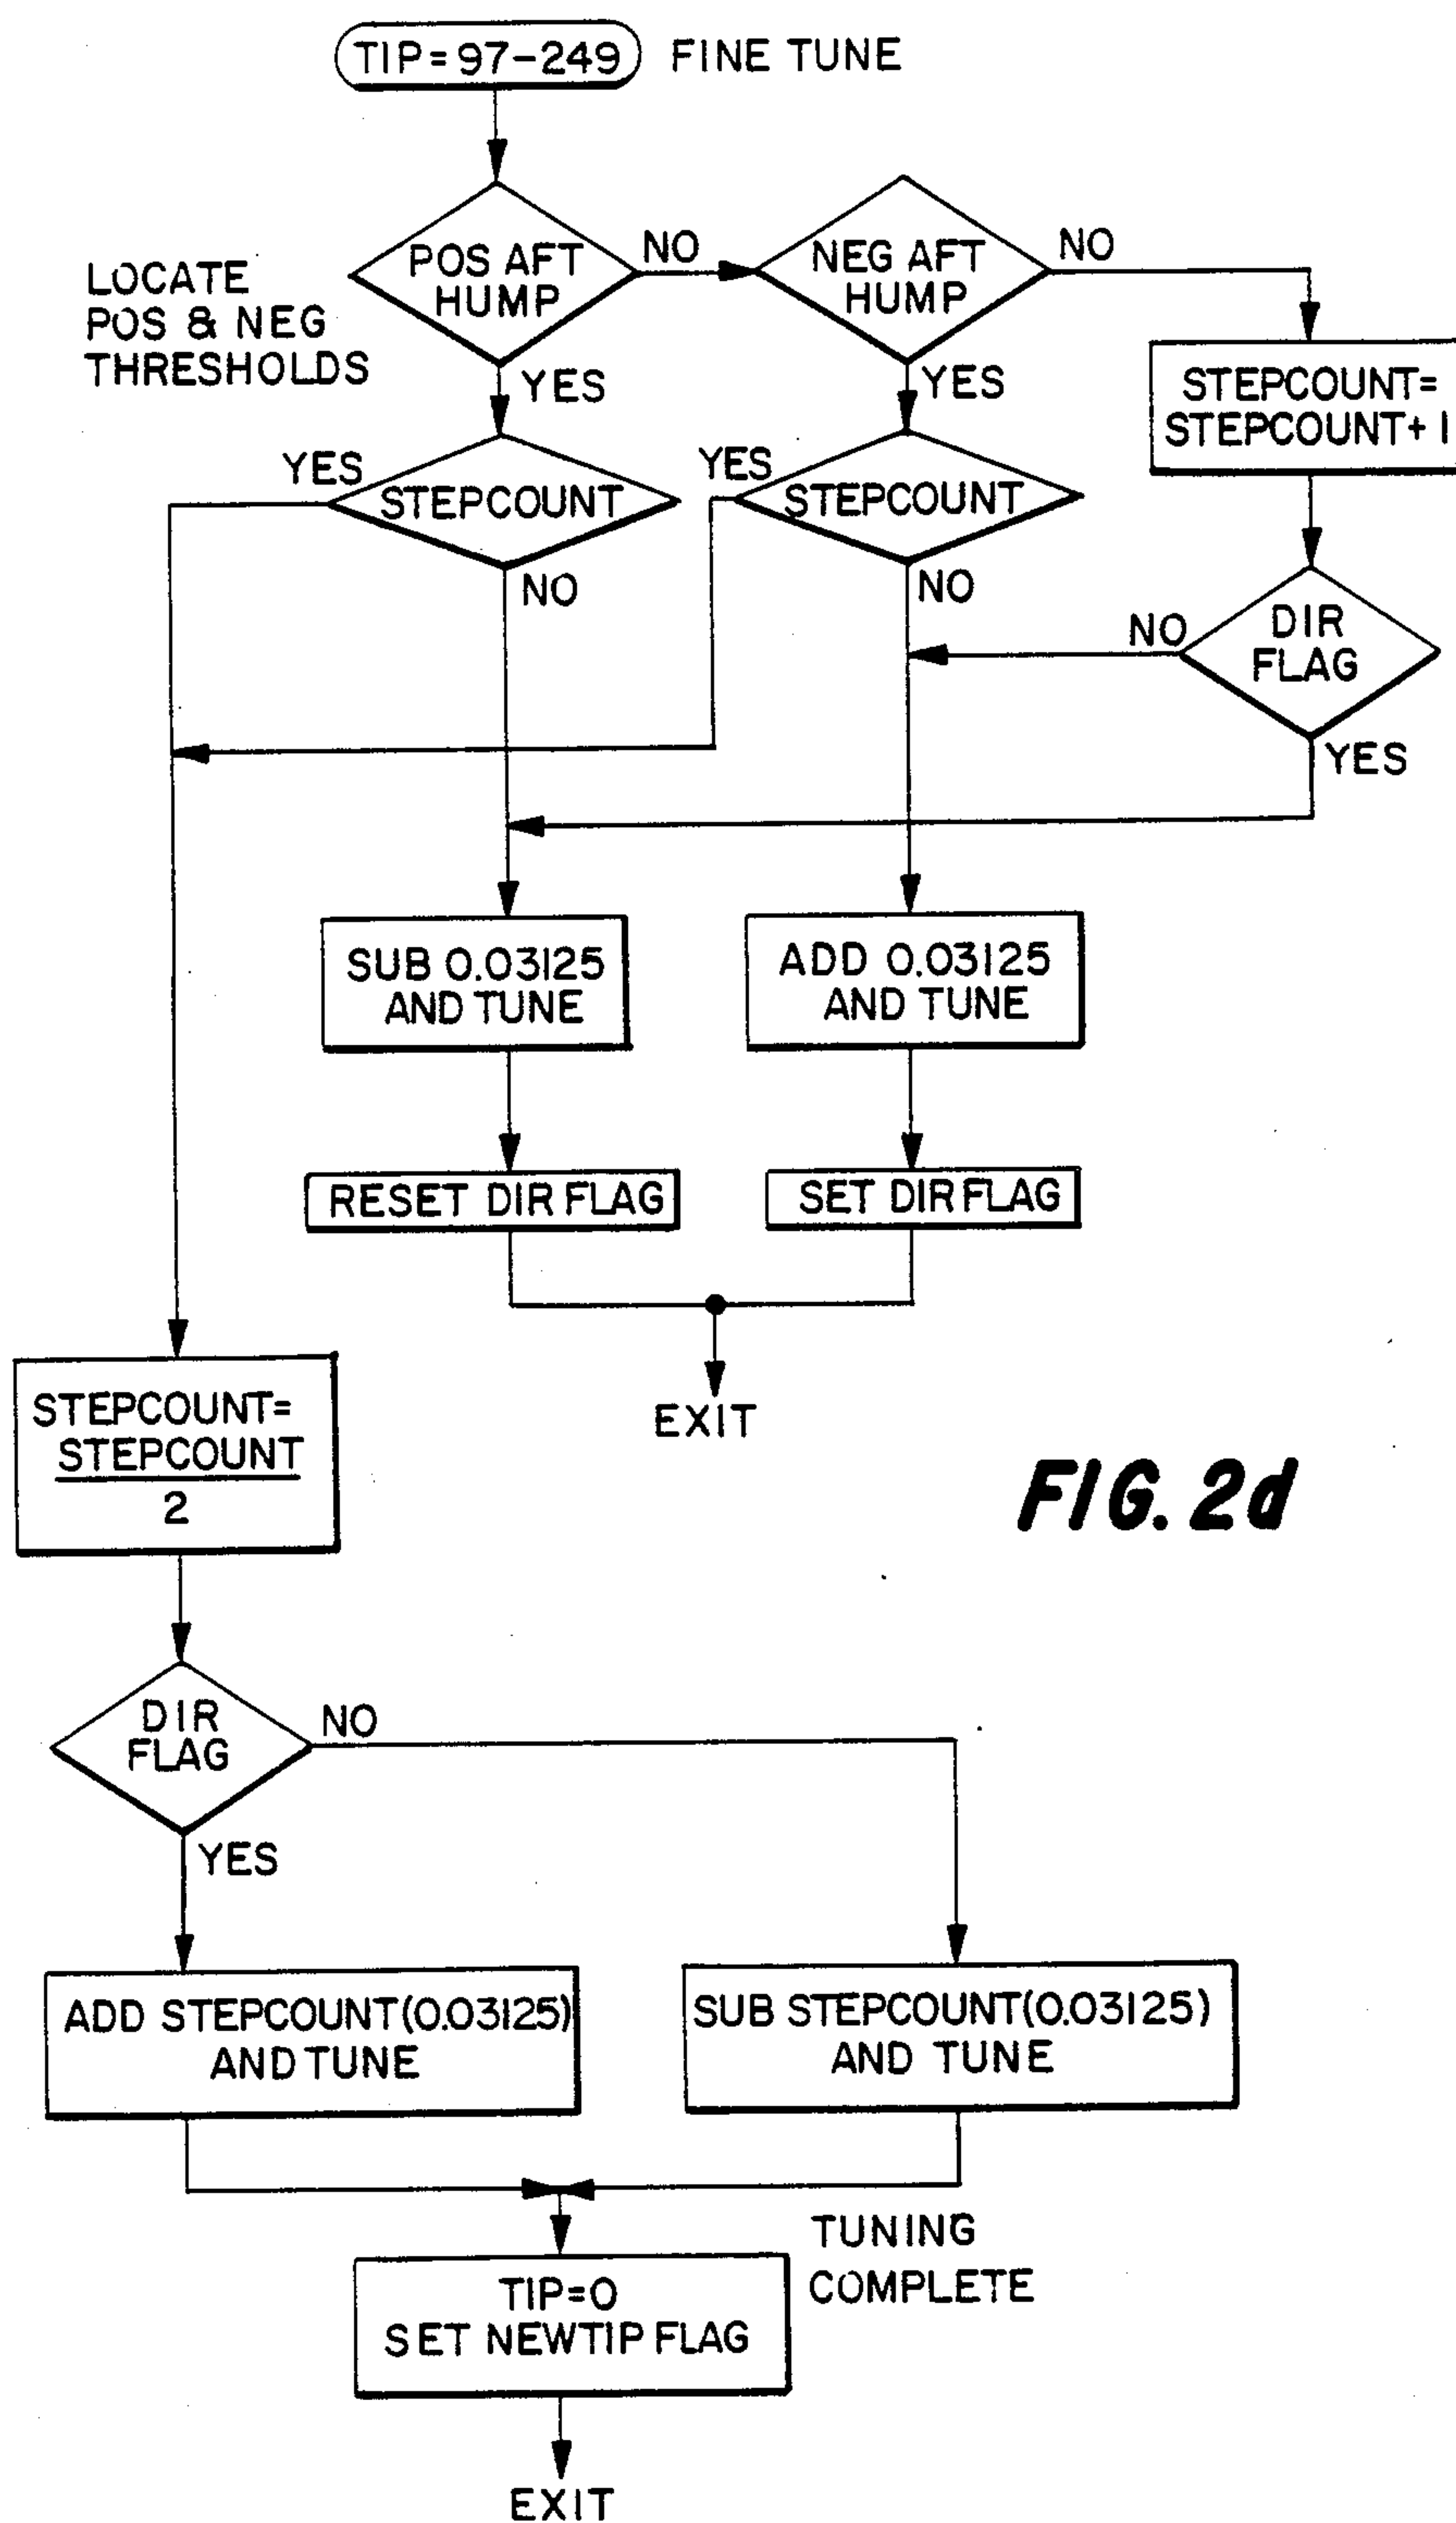 TIP=97-249
FINE TUNE
LOCATE
POS & NEG
THRESHOLDS
POS AFT
HUMP
NO
YES
NEG AFT
HUMP
NO
YES
STEPCOUNT=
STEPCOUNT+1
YES
STEPCOUNT
NO
YES
STEPCOUNT
NO
NO
DIR
FLAG
YES
SUB 0.03125
AND TUNE
ADD 0.03125
AND TUNE
RESET DIR FLAG
SET DIR FLAG
EXIT
STEPCOUNT=
STEPCOUNT
2
FIG. 2d
DIR
FLAG
NO
YES
ADD STEPCOUNT(0.03125)
AND TUNE
SUB STEPCOUNT(0.03125)
AND TUNE
TUNING
COMPLETE
TIP=0
SET NEWTIP FLAG
EXIT